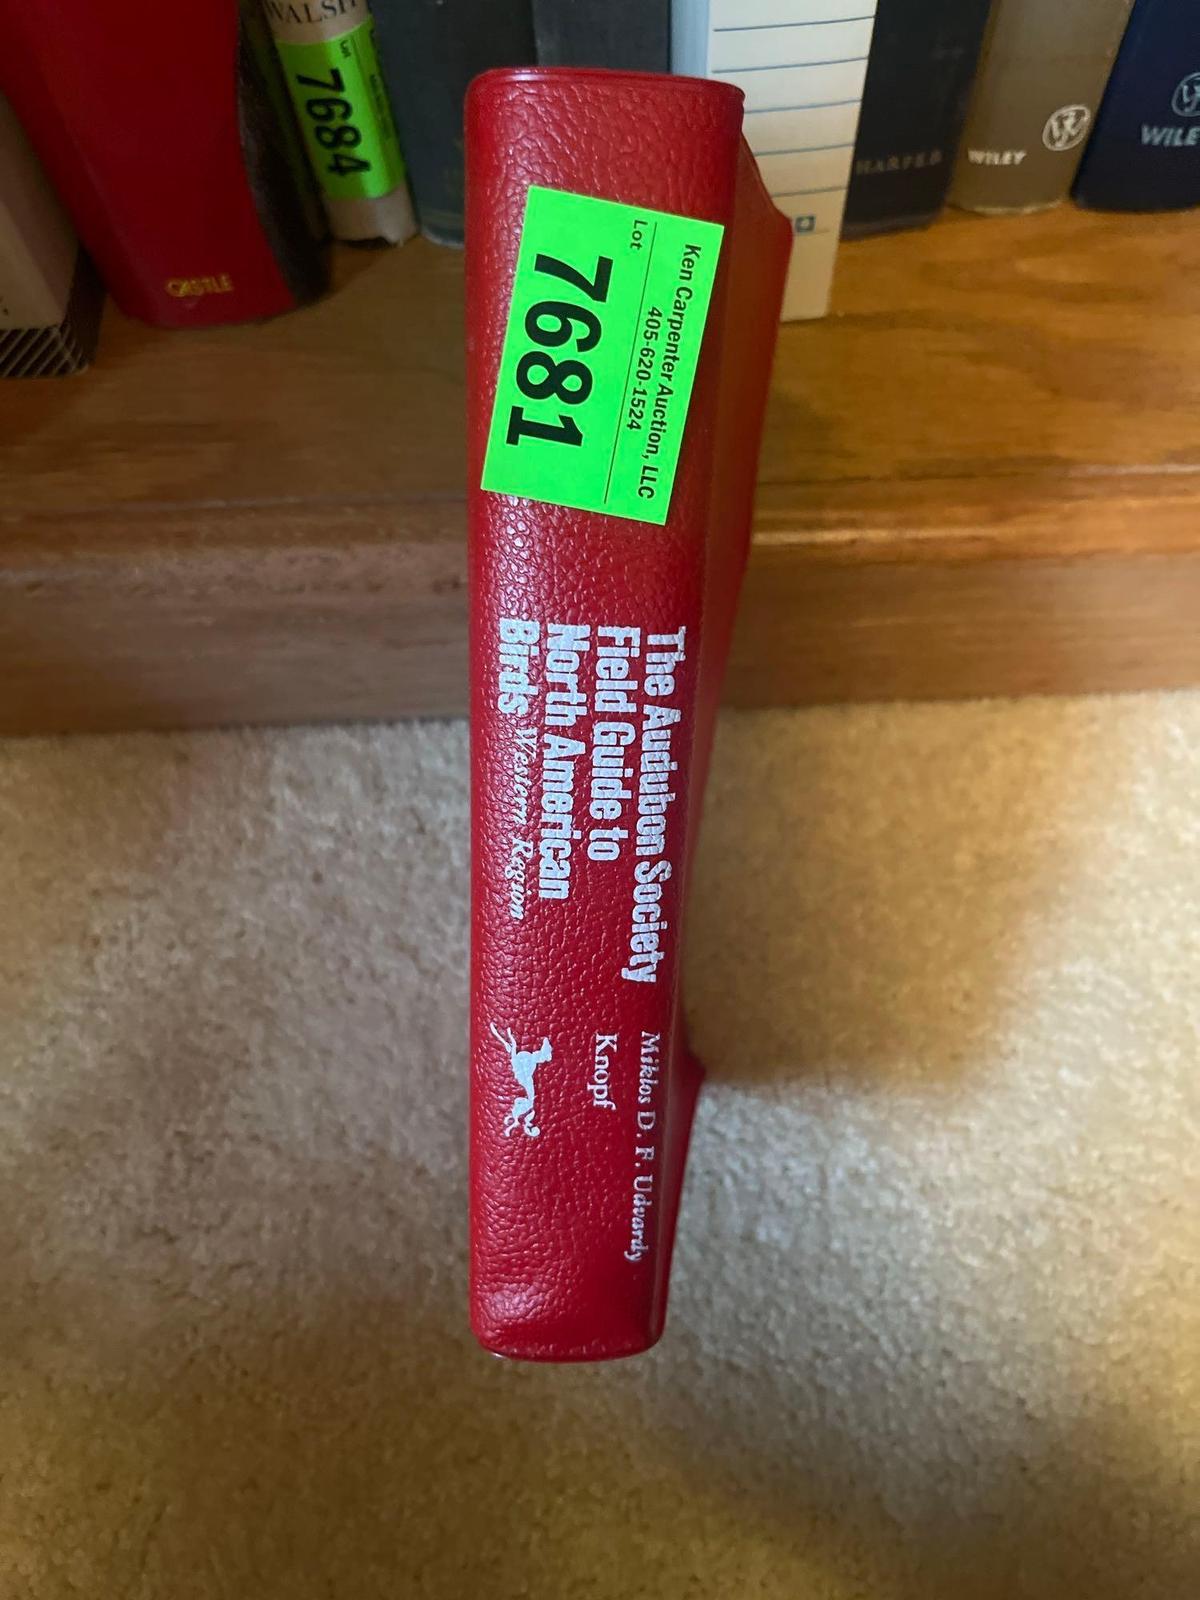 WALSH
Lot
7684
CASTLE
HARPER
WILEY
WILEY
Ken Carpenter Auction, LLC
405-620-1524
Lot
7681
The Audubon Society
Field Guide to
North American
Birds Western Region
Miklos D. F. Udvardy
Knopf